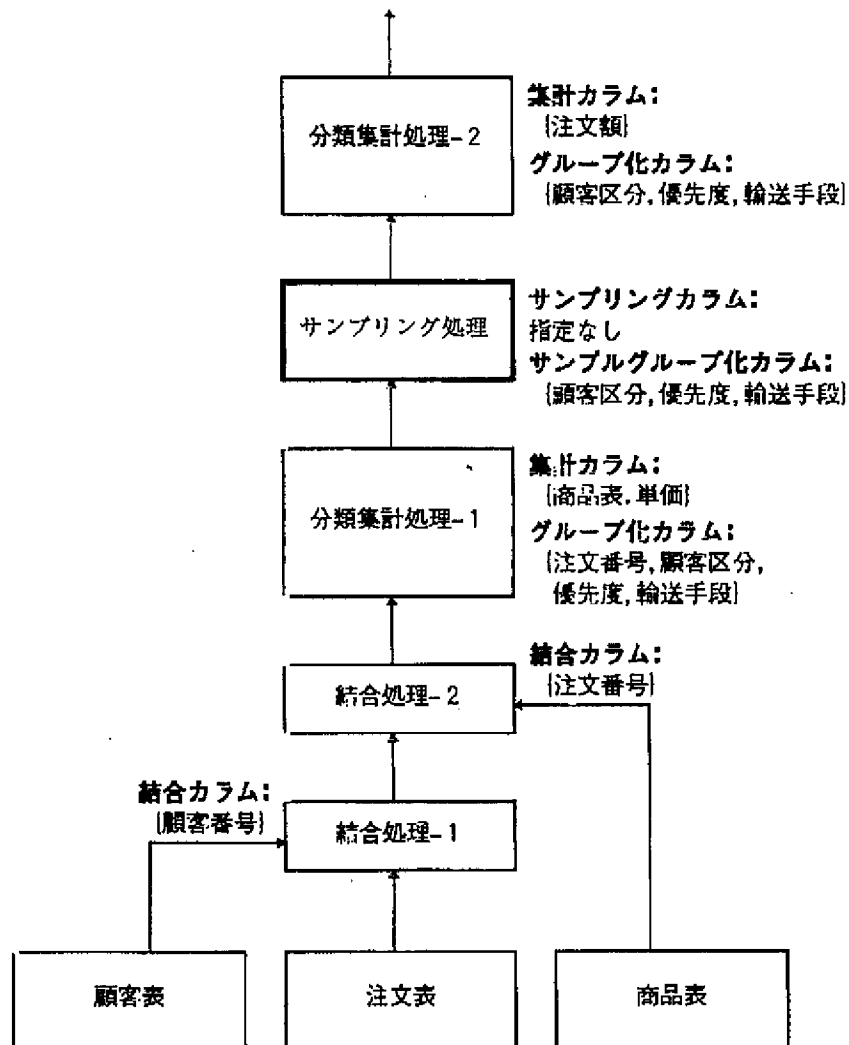 分類集計処理-2
集計カラム:
{注文額}
グループ化カラム:
{顧客区分,優先度,輸送手段}
サンプリング処理
サンプリングカラム:
指定なし
サンプルグループ化カラム:
{顧客区分,優先度,輸送手段}
分類集計処理-1
集計カラム:
{商品表.単価}
グループ化カラム:
{注文番号,顧客区分,
優先度,輸送手段}
結合処理-2
結合カラム:
{注文番号}
結合カラム:
{顧客番号}
結合処理-1
顧客表
注文表
商品表